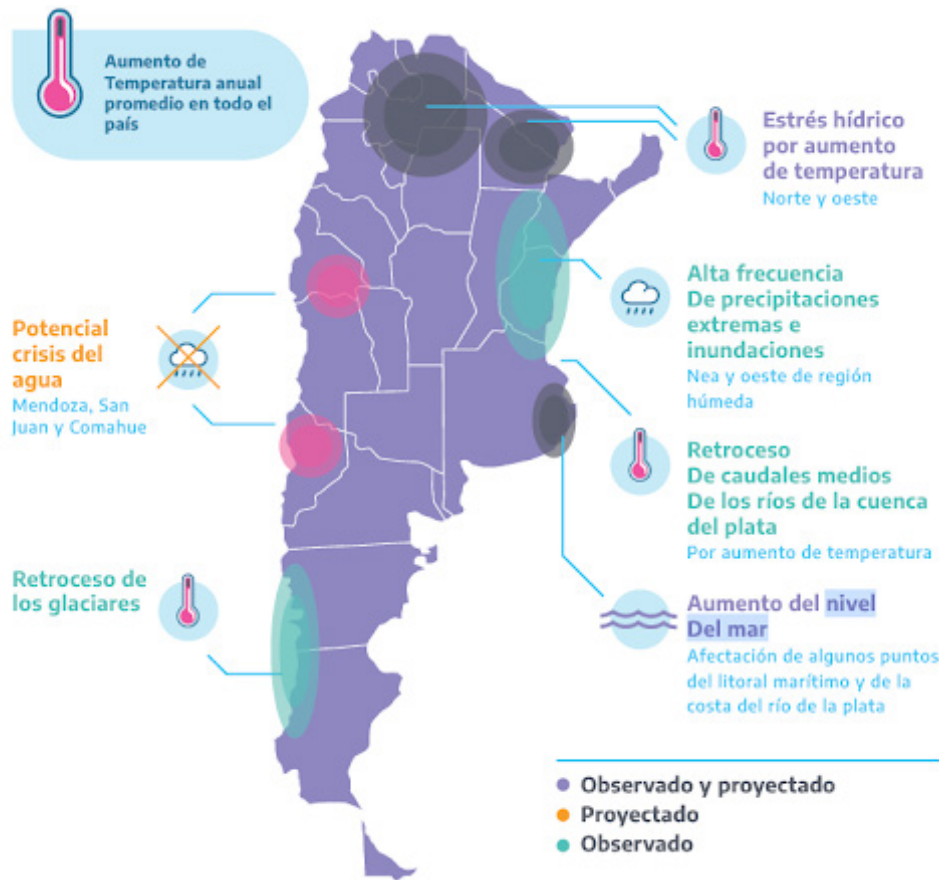 Aumento de
Temperatura anual
promedio en todo el
país
Estrés hídrico
por aumento
de temperatura
Norte y oeste
Alta frecuencia
De precipitaciones
extremas e
inundaciones
Nea y oeste de región
húmeda
Potencial
crisis del
agua
Mendoza, San
Juan y Comahue
Retroceso
De caudales medios
De los ríos de la cuenca
del plata
Por aumento de temperatura
Retroceso de
los glaciares
Aumento del nivel
Del mar
Afectación de algunos puntos
del litoral marítimo y de la
costa del río de la plata
Observado y proyectado
Proyectado
Observado